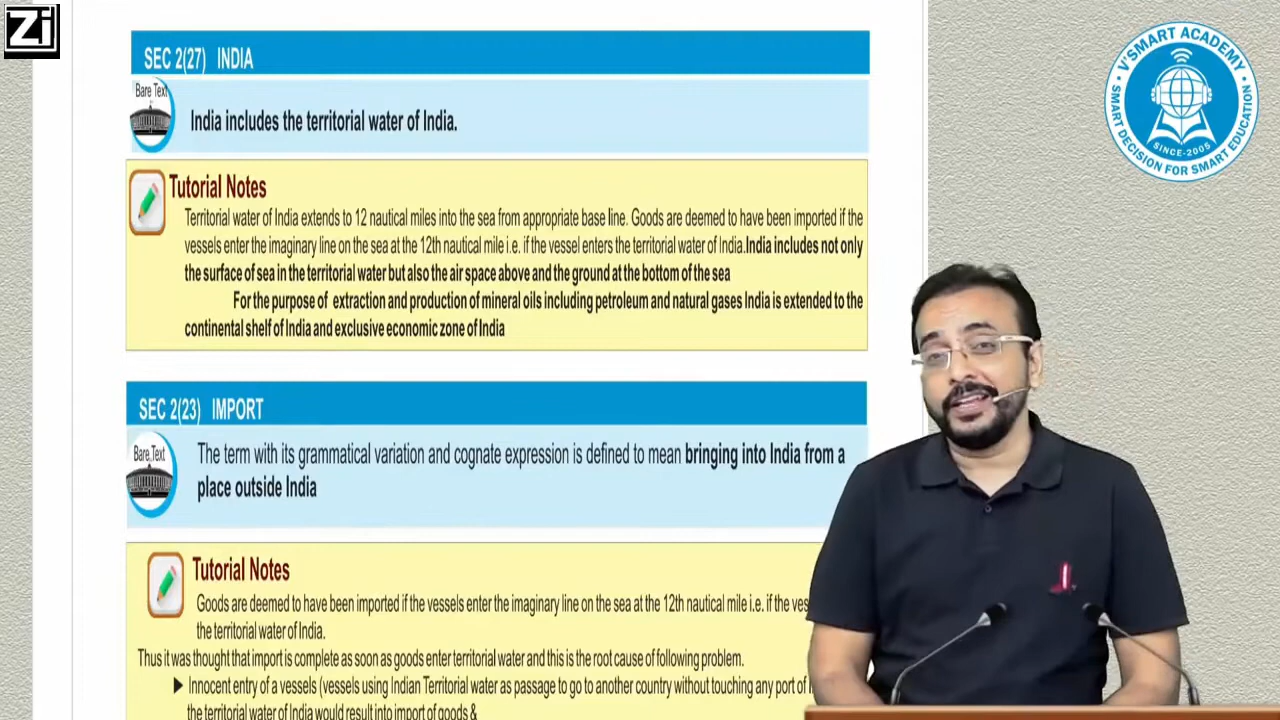 Zi
SEC 2(27) INDIA
Bare Text
India includes the territorial water of India.
Tutorial Notes
Territorial water of India extends to 12 nautical miles into the sea from appropriate base line. Goods are deemed to have been imported if the
vessels enter the imaginary line on the sea at the 12th nautical mile i.e. if the vessel enters the territorial water of India.India includes not only
the surface of sea in the territorial water but also the air space above and the ground at the bottom of the sea
For the purpose of extraction and production of mineral oils including petroleum and natural gases India is extended to the
continental shelf of India and exclusive economic zone of India
SEC 2(23) IMPORT
Bare Text
The term with its grammatical variation and cognate expression is defined to mean bringing into India from a
place outside India
Tutorial Notes
Goods are deemed to have been imported if the vessels enter the imaginary line on the sea at the 12th nautical mile i.e. if the
the territorial water of India.
Thus it was thought that import is complete as soon as goods enter territorial water and this is the root cause of following problem.
Innocent entry of a vessels (vessels using Indian Territorial water as passage to go to another country without touching any port of
the territorial water of India would result into import of goods &
V'SMART ACADEMY
SINCE-2005
SMART DECISION FOR SMART EDUCATION